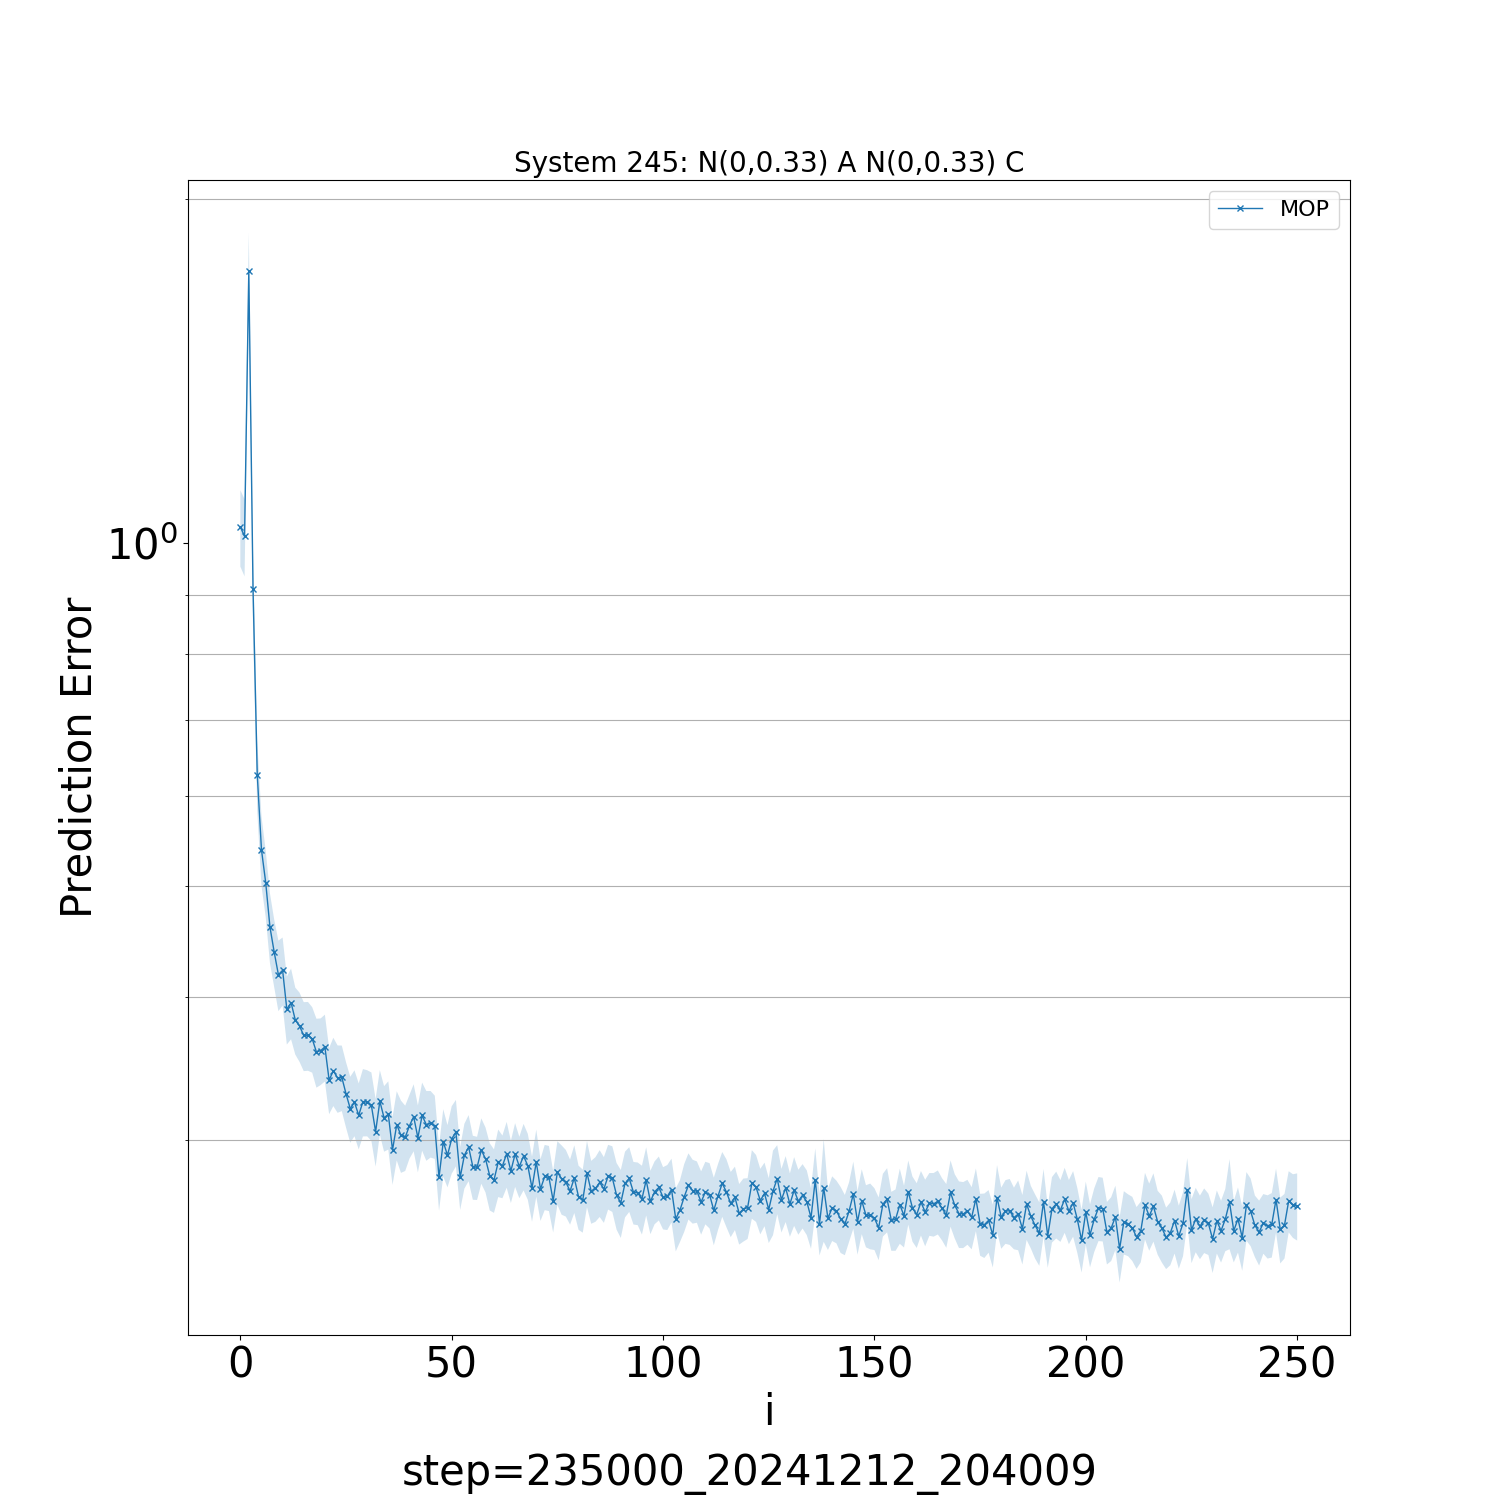 System 245: N(0,0.33) A N(0,0.33) C
MOP
10⁰
Prediction Error
0 50 100 150 200 250
i
step=235000_20241212_204009